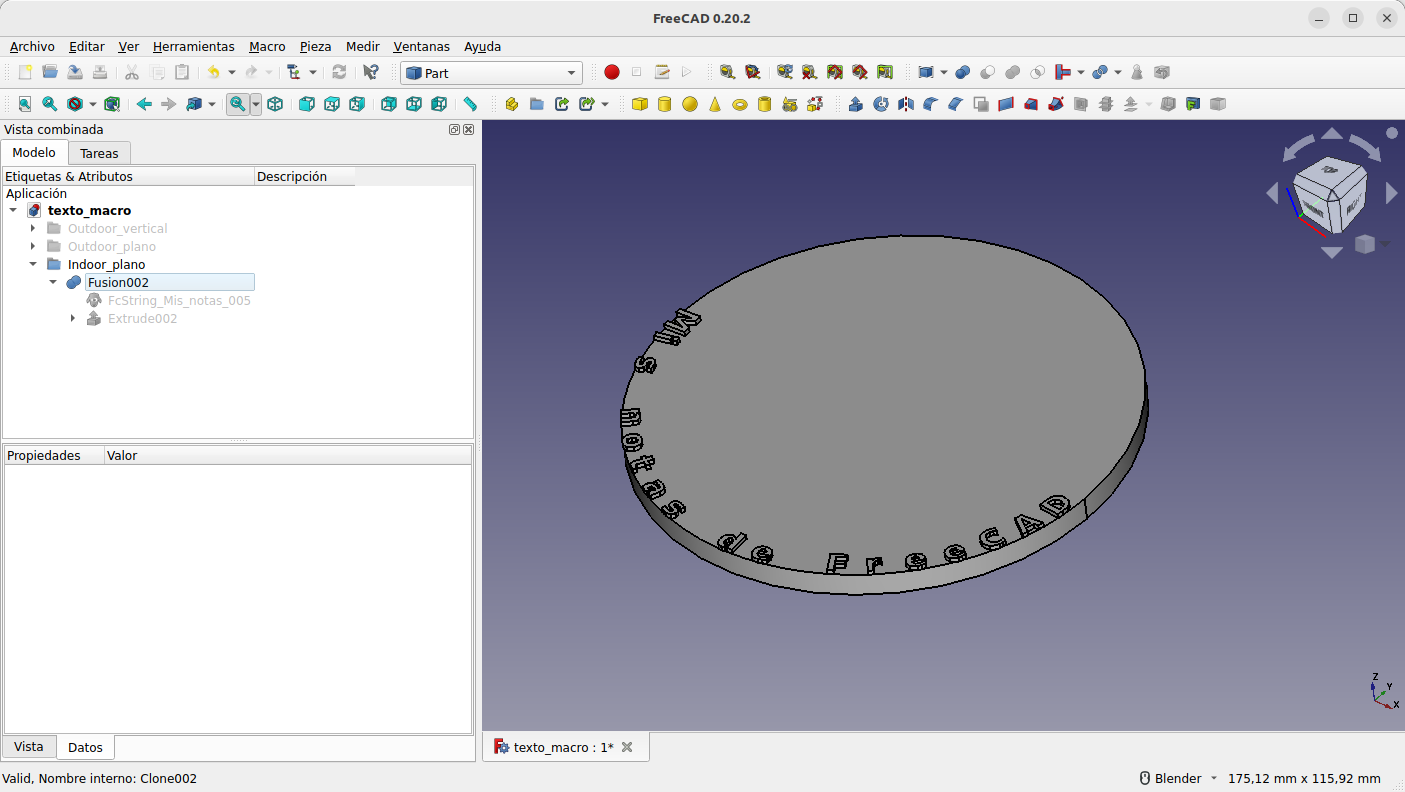 FreeCAD 0.20.2
Archivo Editar Ver Herramientas Macro Pieza Medir Ventanas Ayuda
Part
Vista combinada
Modelo Tareas
Etiquetas & Atributos Descripción
Aplicación
texto_macro
Outdoor_vertical
Outdoor_plano
Indoor_plano
Fusion002
FcString_Mis_notas_005
Extrude002
Propiedades Valor
Vista Datos
Mis notas de FreeCAD
Z
Y
X
texto_macro : 1*
Valid, Nombre interno: Clone002
Blender 175,12 mm x 115,92 mm